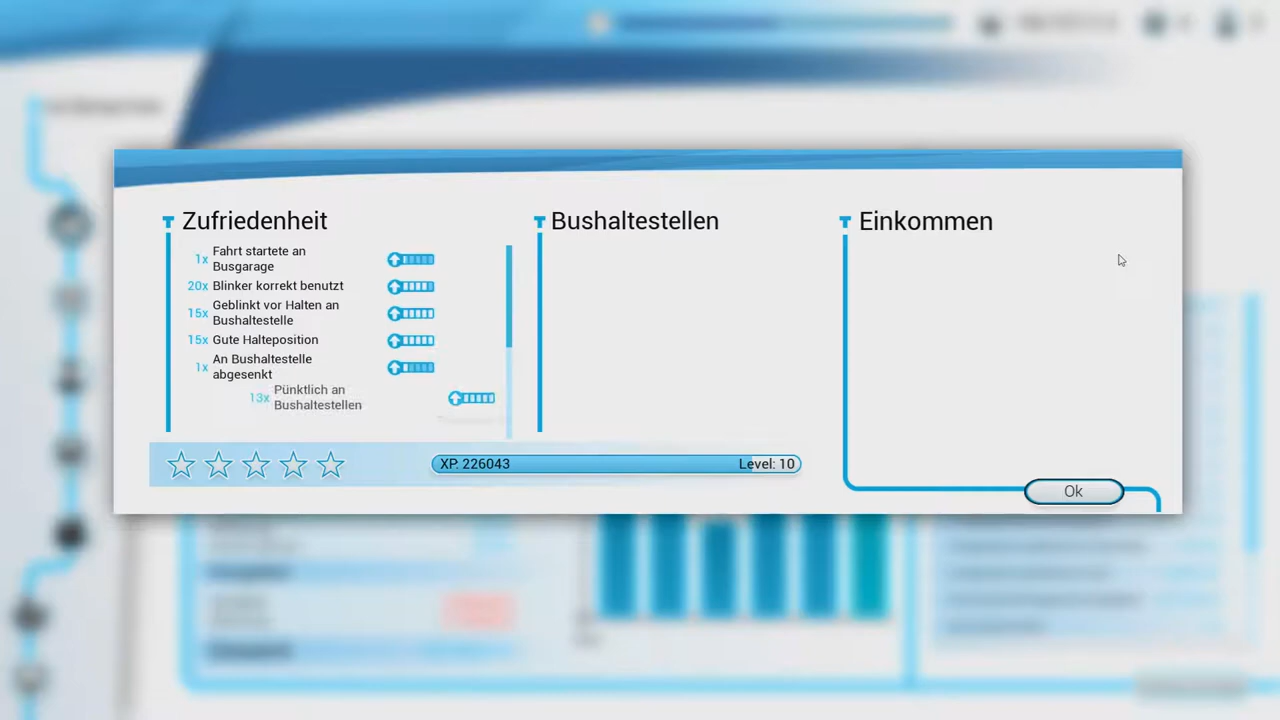 Zufriedenheit
1x Fahrt startete an
Busgarage
20x Blinker korrekt benutzt
15x Geblinkt vor Halten an
Bushaltestelle
15x Gute Halteposition
1x An Bushaltestelle
abgesenkt
13x Pünktlich an
Bushaltestellen
Bushaltestellen
Einkommen
XP: 226043 Level: 10
Ok